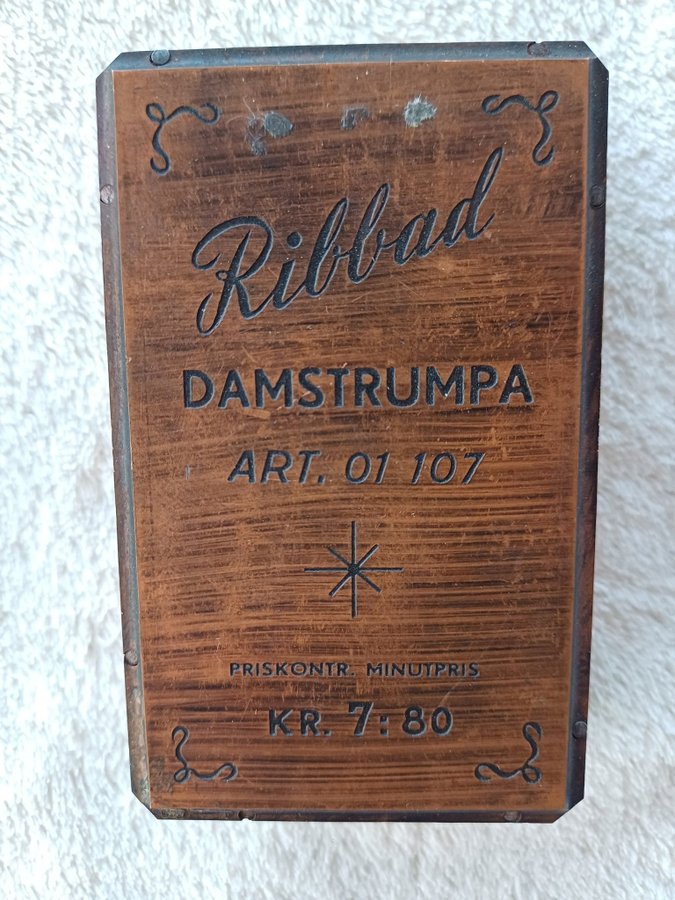 Ribbad
DAMSTRUMPA
ART. 01 107
PRISKONTR. MINUTPRIS
KR. 7:80